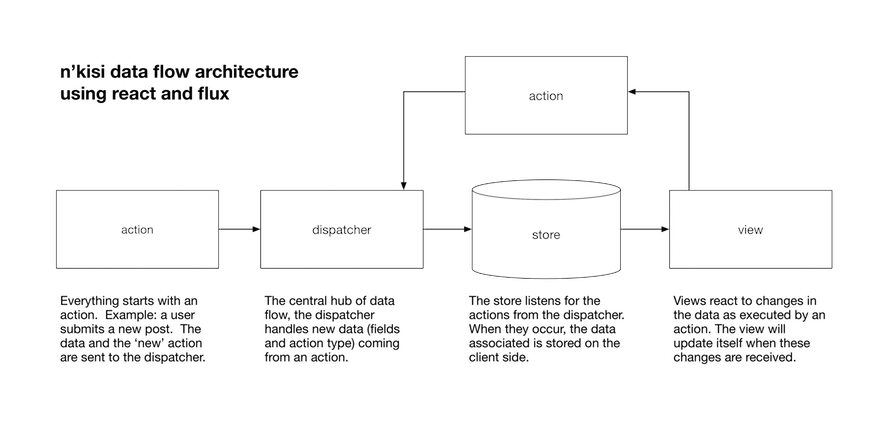 n’kisi data flow architecture
using react and flux
action
action
dispatcher
store
view
Everything starts with an
action.  Example: a user
submits a new post.  The
data and the ‘new’ action
are sent to the dispatcher.
The central hub of data
flow, the dispatcher
handles new data (fields
and action type) coming
from an action.
The store listens for the
actions from the dispatcher.
When they occur, the data
associated is stored on the
client side.
Views react to changes in
the data as executed by an
action. The view will
update itself when these
changes are received.